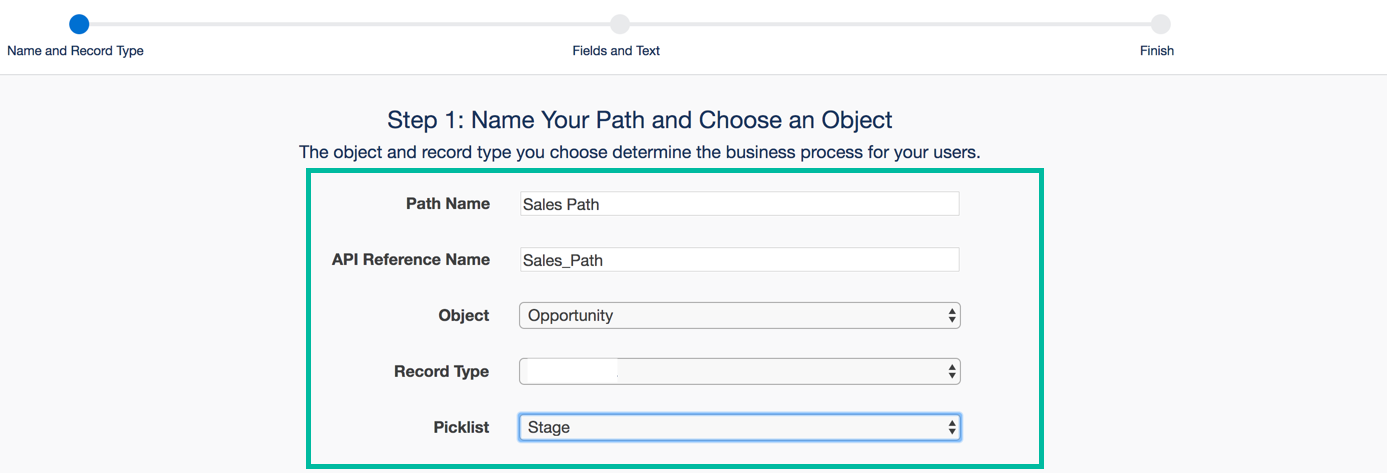 Name and Record Type
Fields and Text
Finish
Step 1: Name Your Path and Choose an Object
The object and record type you choose determine the business process for your users.
Path Name Sales Path
API Reference Name Sales_Path
Object Opportunity
Record Type
Picklist Stage